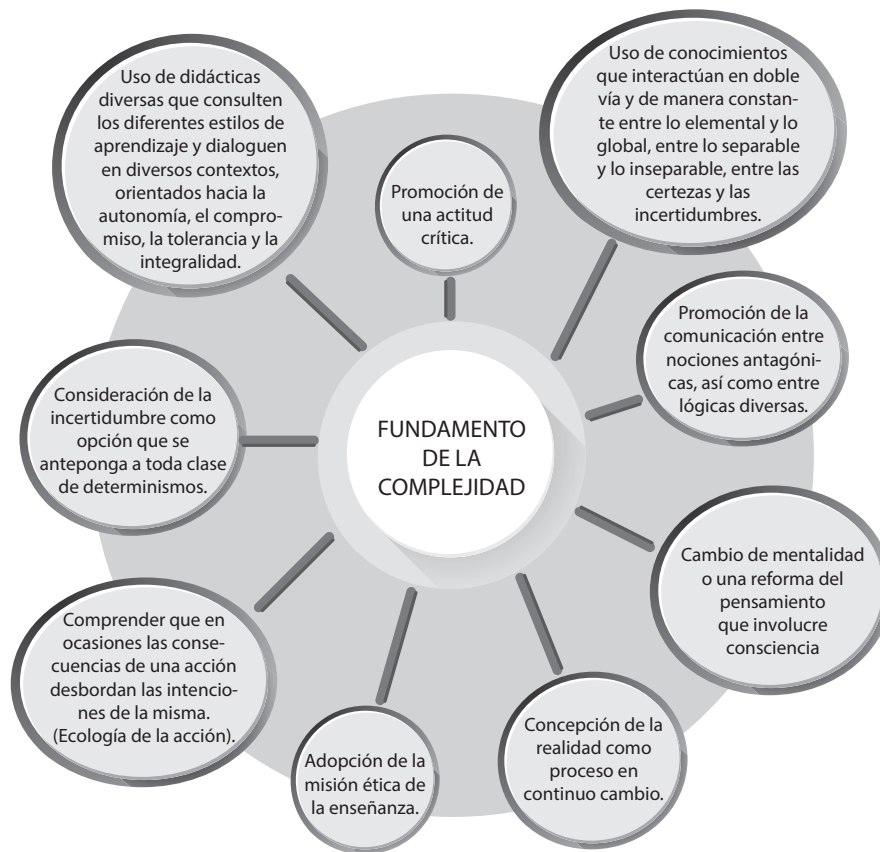 Uso de didácticas
diversas que consulten
los diferentes estilos de
aprendizaje y dialoguen
en diversos contextos,
orientados hacia la
autonomía, el compro-
miso, la tolerancia y la
integralidad.
Promoción de
una actitud
crítica.
Uso de conocimientos
que interactúan en doble
vía y de manera constan-
te entre lo elemental y lo
global, entre lo separable
y lo inseparable, entre las
certezas y las
incertidumbres.
Promoción de la
comunicación entre
nociones antagóni-
cas, así como entre
lógicas diversas.
Consideración de la
incertidumbre como
opción que se
anteponga a toda clase
de determinismos.
FUNDAMENTO
DE LA
COMPLEJIDAD
Cambio de mentalidad
o una reforma del
pensamiento
que involucre
consciencia
Comprender que en
ocasiones las conse-
cuencias de una acción
desbordan las intencio-
nes de la misma.
(Ecología de la acción).
Adopción de la
misión ética de
la enseñanza.
Concepción de la
realidad como
proceso en
continuo cambio.